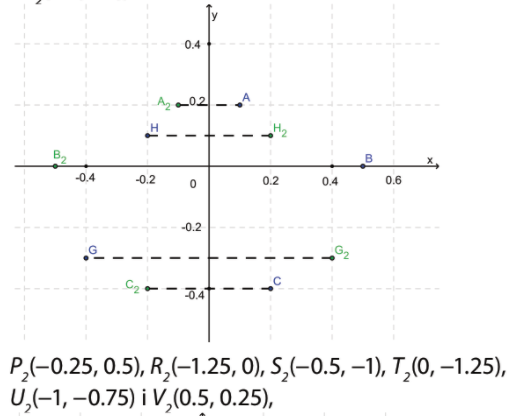 y
0.4
A₂ 0.2 A
H H₂
B₂ B x
-0.4 -0.2 0 0.2 0.4 0.6
-0.2
G G₂
C₂ -0.4 C
P₂(−0.25, 0.5), R₂(−1.25, 0), S₂(−0.5, −1), T₂(0, −1.25),
U₂(−1, −0.75) i V₂(0.5, 0.25),